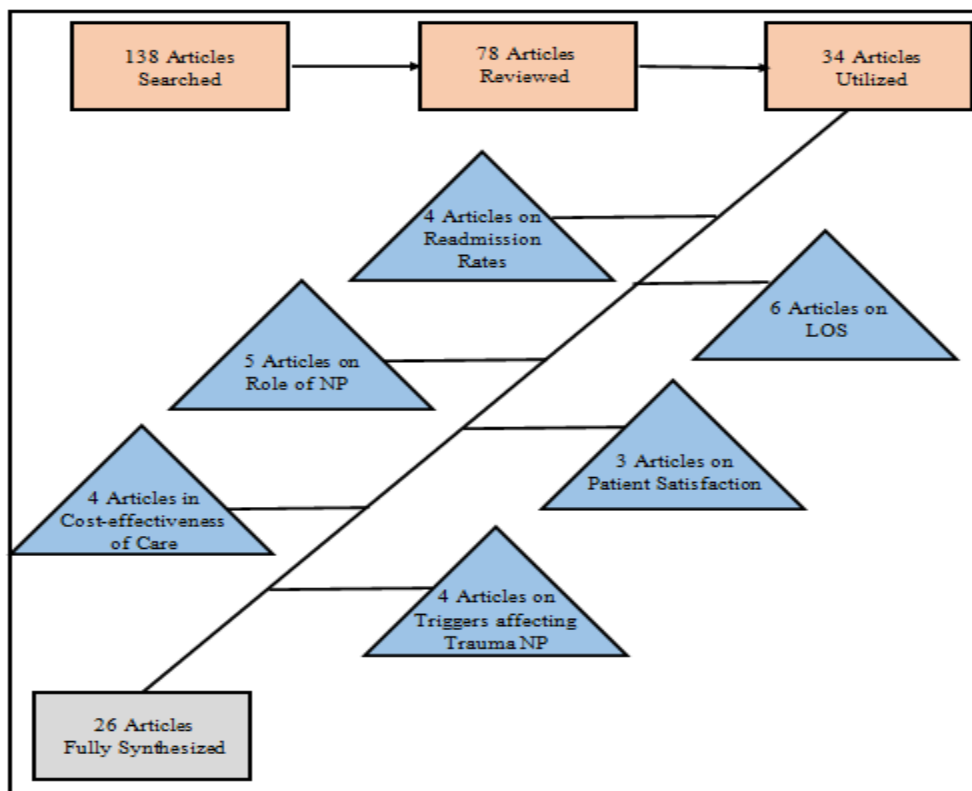 138 Articles
Searched
78 Articles
Reviewed
34 Articles
Utilized
4 Articles on
Readmission
Rates
6 Articles on
LOS
5 Articles on
Role of NP
3 Articles on
Patient Satisfaction
4 Articles in
Cost-effectiveness
of Care
4 Articles on
Triggers affecting
Trauma NP
26 Articles
Fully Synthesized